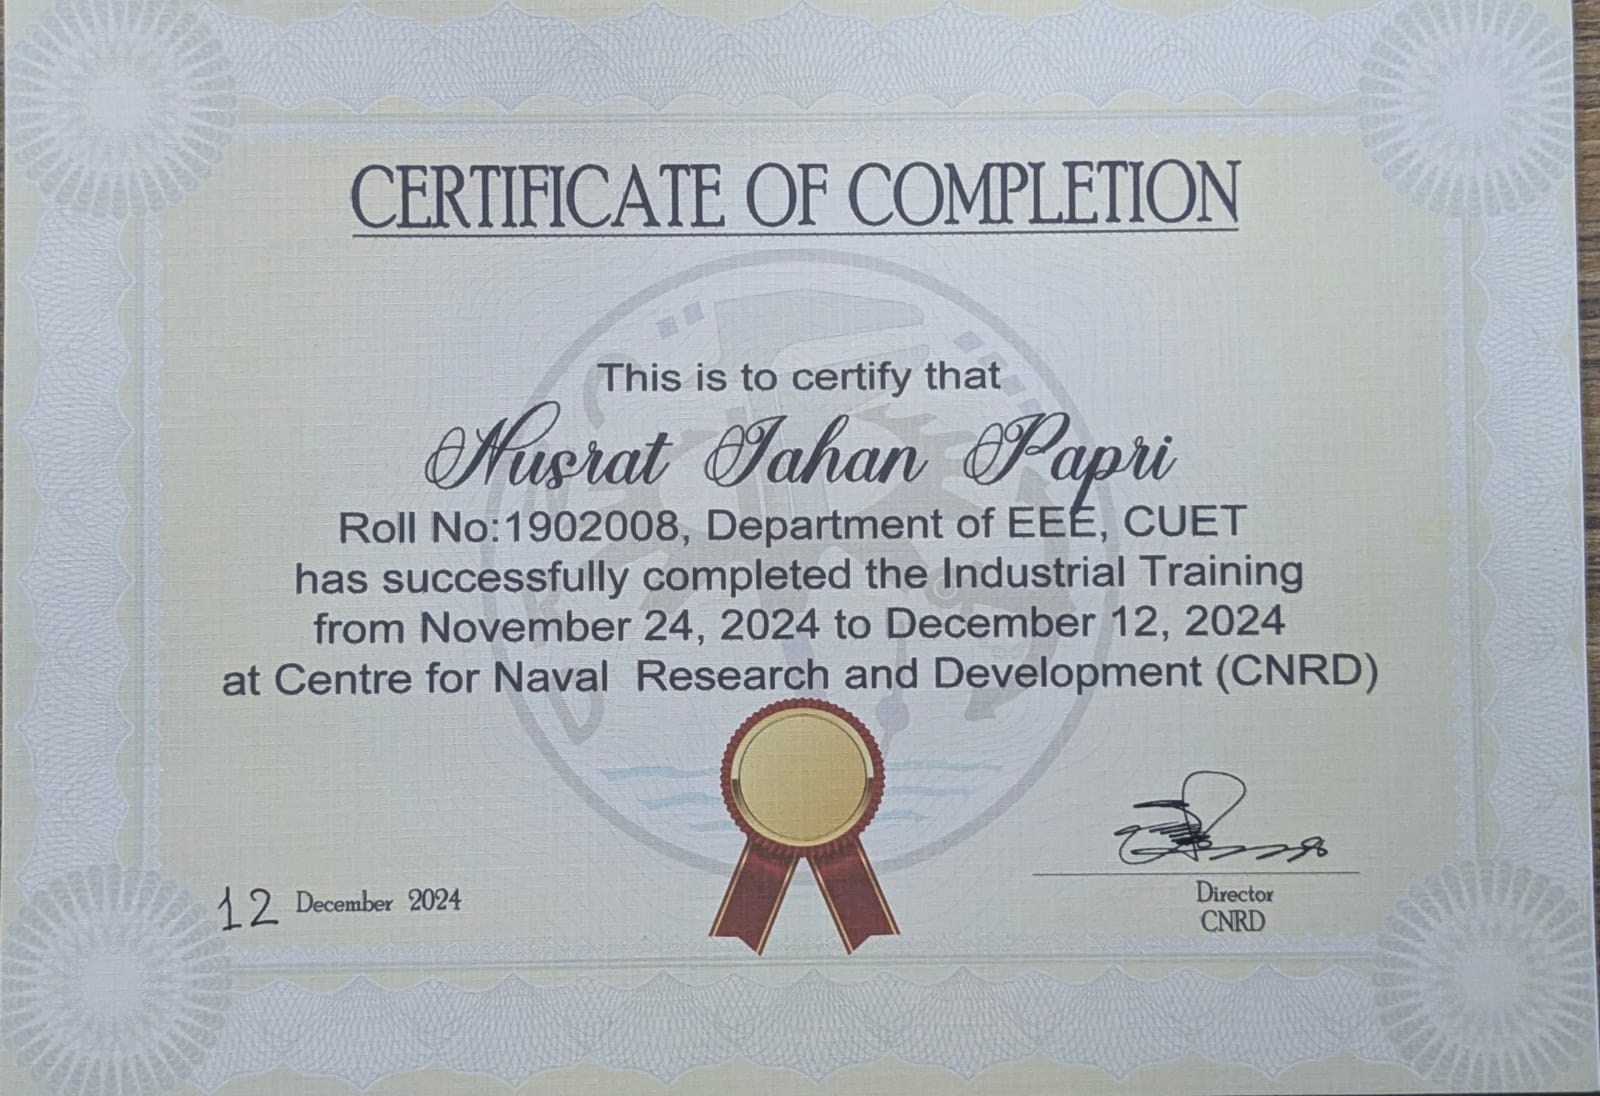 CERTIFICATE OF COMPLETION
This is to certify that
Nusrat Jahan Papri
Roll No:1902008, Department of EEE, CUET
has successfully completed the Industrial Training
from November 24, 2024 to December 12, 2024
at Centre for Naval Research and Development (CNRD)
12 December 2024
Director
CNRD